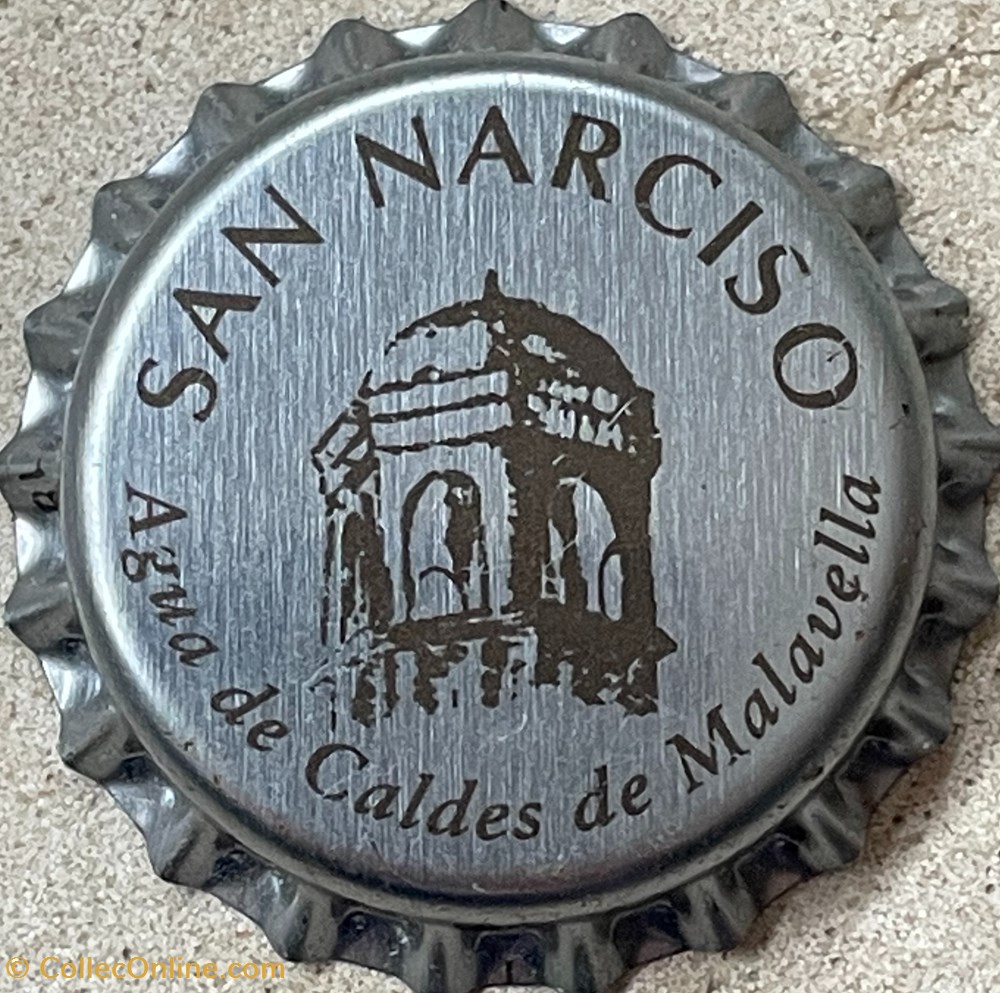 SAN NARCISO
Agua de Caldes de Malavella
© CollecOnline.com